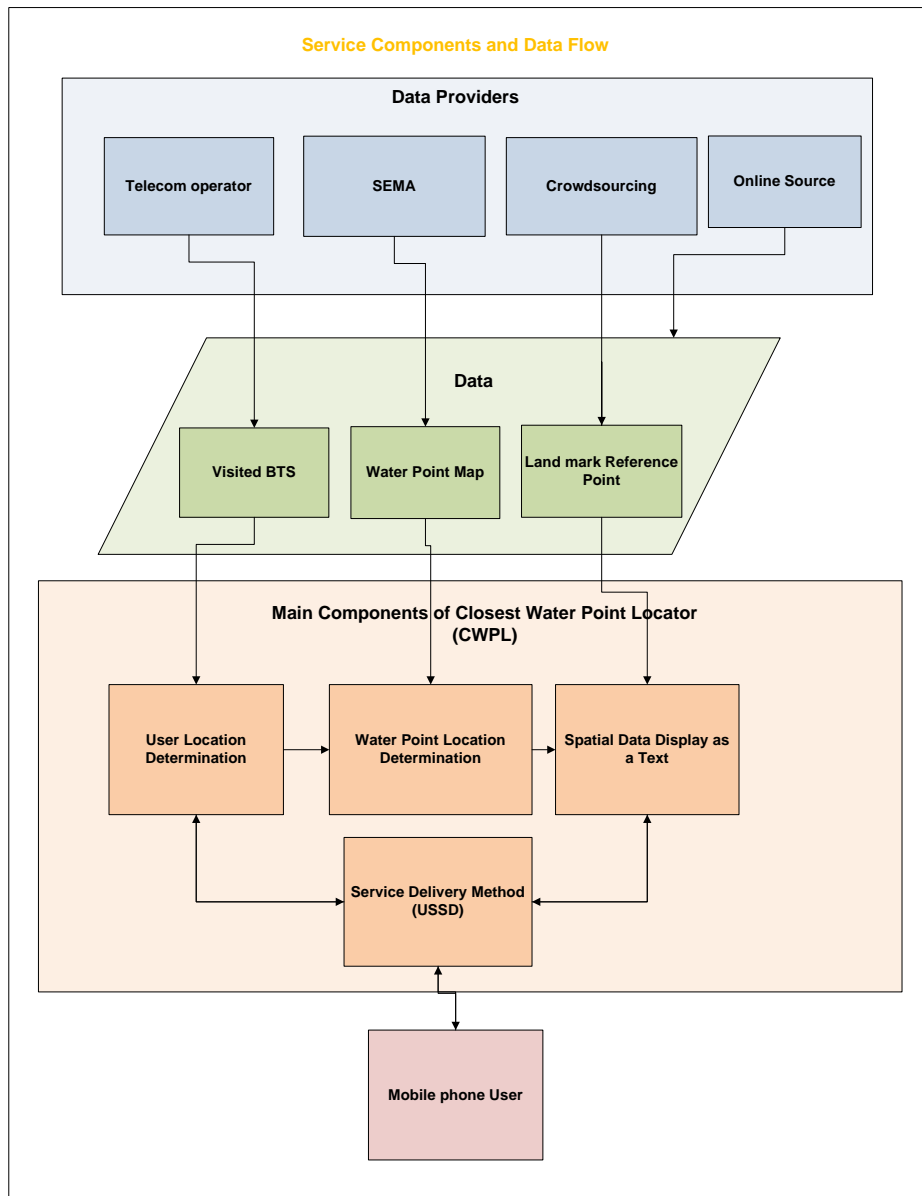 Service Components and Data Flow
Data Providers
Telecom operator
SEMA
Crowdsourcing
Online Source
Data
Visited BTS
Water Point Map
Land mark Reference
Point
Main Components of Closest Water Point Locator
(CWPL)
User Location
Determination
Water Point Location
Determination
Spatial Data Display as
a Text
Service Delivery Method
(USSD)
Mobile phone User